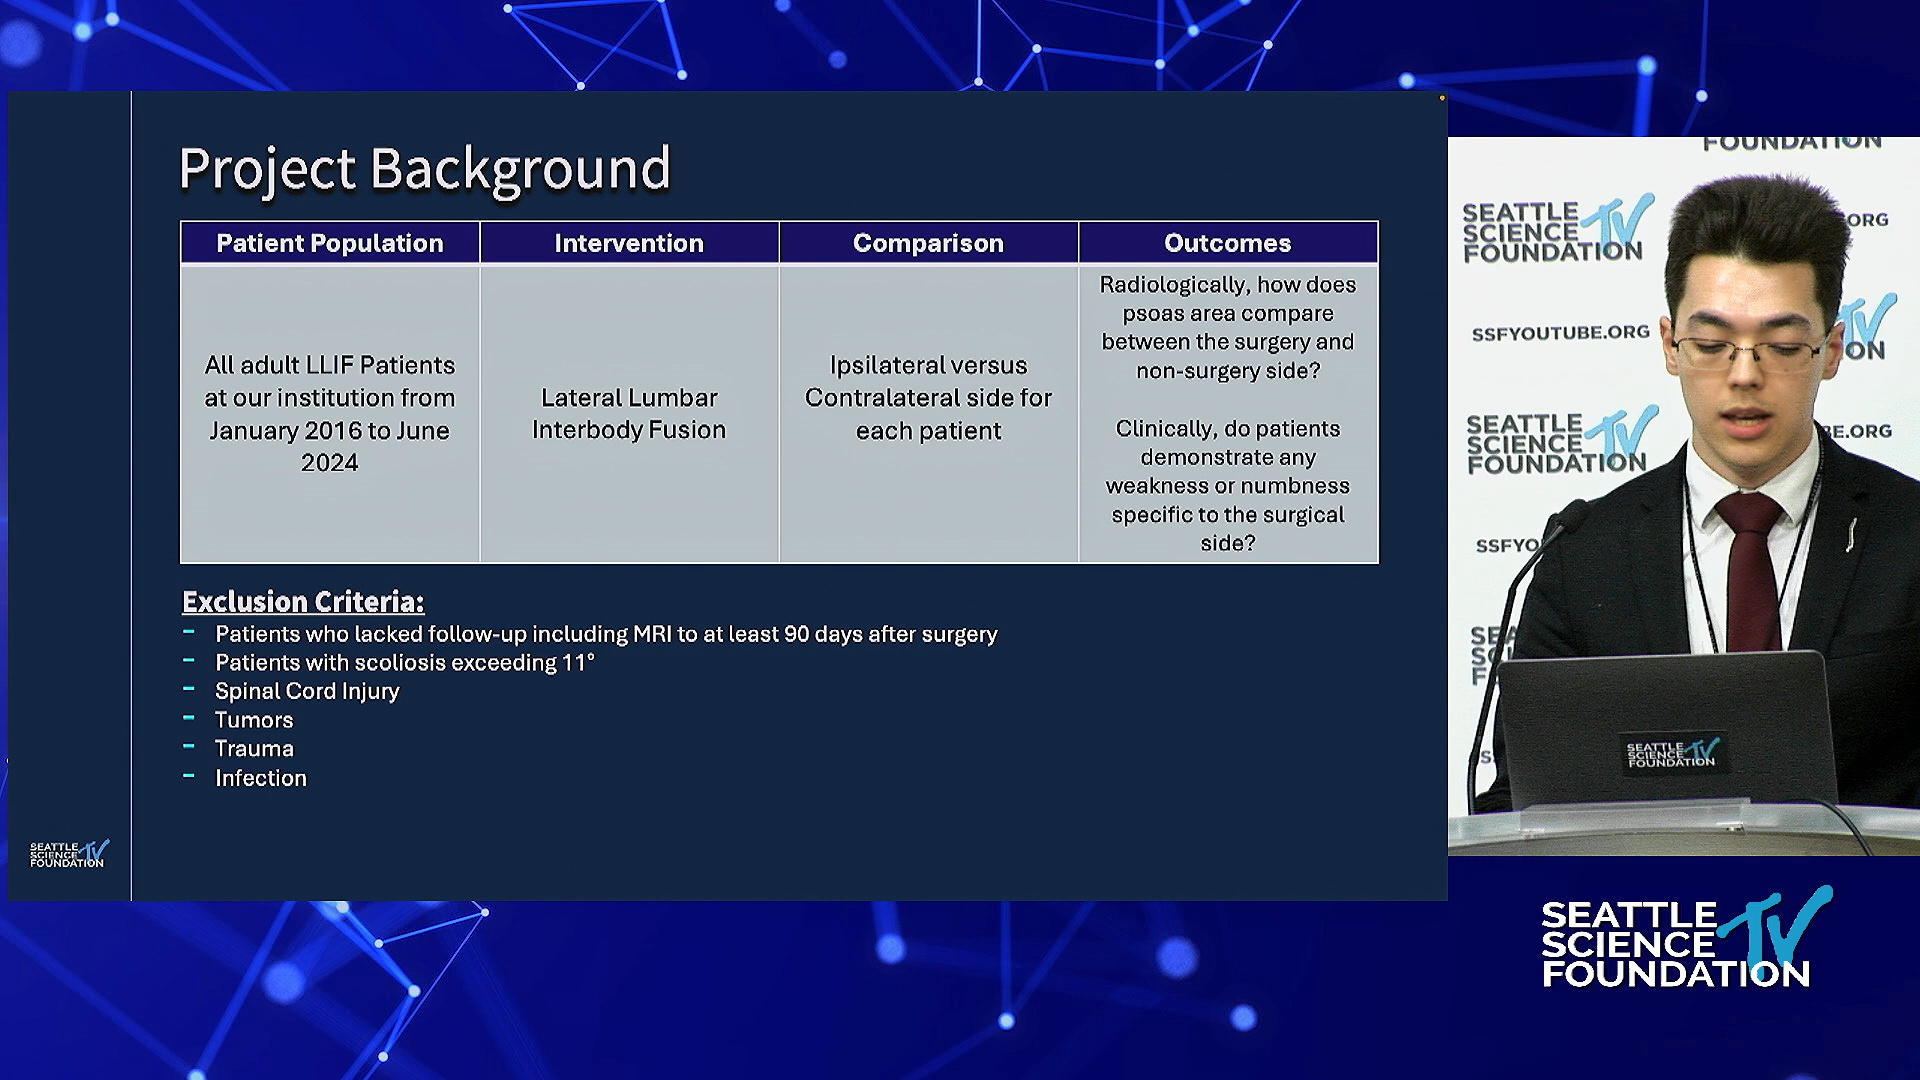 Project Background
Patient Population
Intervention
Comparison
Outcomes
All adult LLIF Patients
at our institution from
January 2016 to June
2024
Lateral Lumbar
Interbody Fusion
Ipsilateral versus
Contralateral side for
each patient
Radiologically, how does
psoas area compare
between the surgery and
non-surgery side?
Clinically, do patients
demonstrate any
weakness or numbness
specific to the surgical
side?
Exclusion Criteria:
- Patients who lacked follow-up including MRI to at least 90 days after surgery
- Patients with scoliosis exceeding 11°
- Spinal Cord Injury
- Tumors
- Trauma
- Infection
SEATTLE
SCIENCE TV
FOUNDATION
FOUNDATION
SEATTLE
SCIENCE TV
FOUNDATION
.ORG
SSFYOUTUBE.ORG
TV
ON
SEATTLE
SCIENCE TV
FOUNDATION
BE.ORG
SSFYO
SEA
SCI
F
S
SEATTLE
SCIENCE TV
FOUNDATION
SEATTLE
SCIENCE TV
FOUNDATION